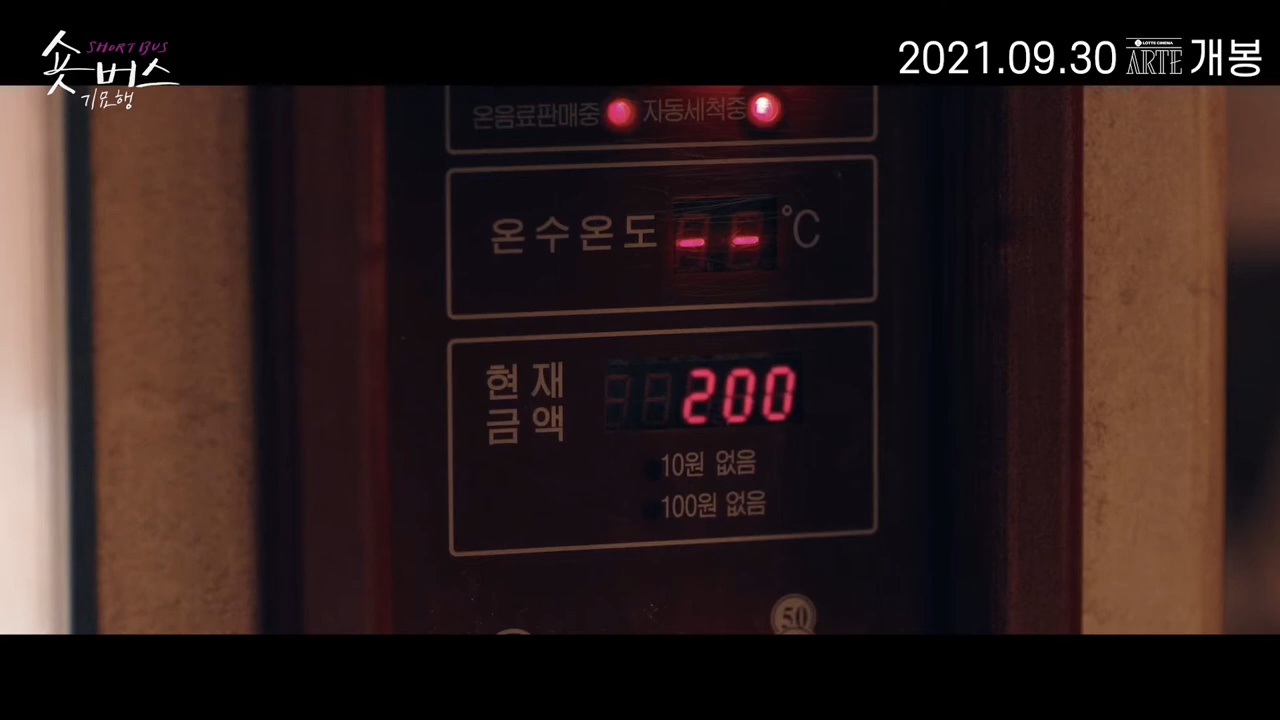 SHORT BUS
숏버스
기묘행
2021.09.30 LOTTE CINEMA ARTE 개봉
온음료판매중 자동세척중
온수온도 -- °C
현재
금액
200
10원 없음
100원 없음
50